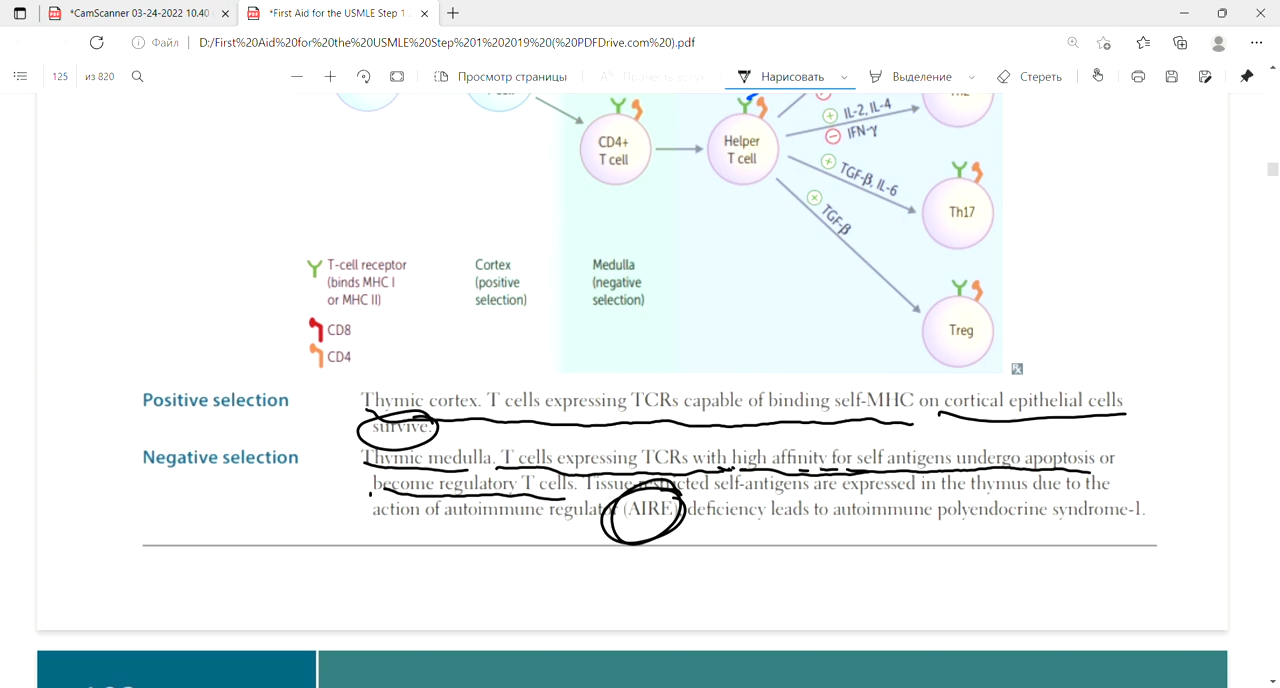 *CamScanner 03-24-2022 10.40
*First Aid for the USMLE Step 1
Файл
D:/First%20Aid%20for%20the%20USMLE%20Step%201%202019%20(%20PDFDrive.com%20).pdf
125 из 820
Просмотр страницы
Прочесть вслух
Нарисовать
Выделение
Стереть
CD4+
T cell
Helper
T cell
IL-2, IL-4
IFN-γ
TGF-β, IL-6
TGF-β
Th17
Treg
T-cell receptor
(binds MHC I
or MHC II)
CD8
CD4
Cortex
(positive
selection)
Medulla
(negative
selection)
Positive selection
Thymic cortex. T cells expressing TCRs capable of binding self-MHC on cortical epithelial cells
survive.
Negative selection
Thymic medulla. T cells expressing TCRs with high affinity for self antigens undergo apoptosis or
become regulatory T cells. Tissue-restricted self-antigens are expressed in the thymus due to the
action of autoimmune regulator (AIRE); deficiency leads to autoimmune polyendocrine syndrome-1.